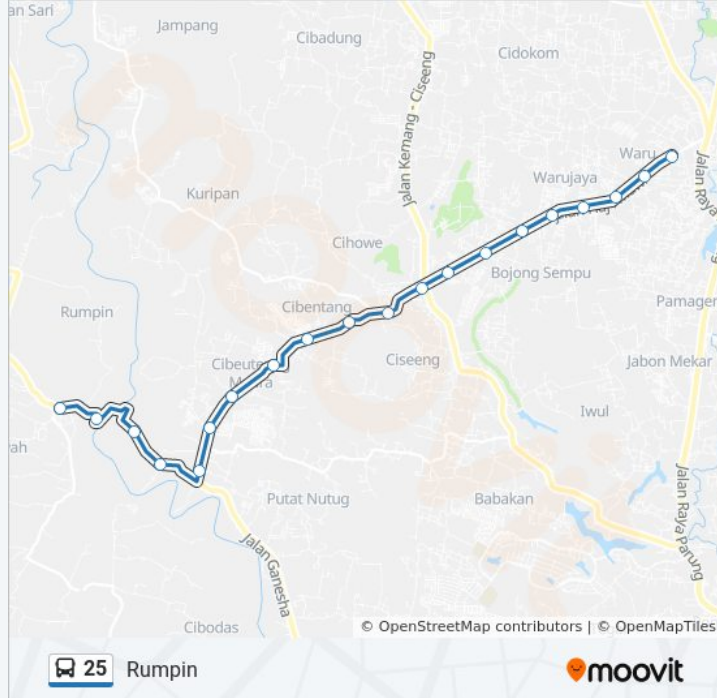 an Sari
Jampang
Cibadung
Cidokom
Jalan Kemang - Ciseeng
Waru
Warujaya
Jalan Raya
Kuripan
Cihowe
Bojong Sempu
Cibentang
Pamager
Rumpin
Cibeute
Ciseeng
Jabon Mekar
Iwul
ah
Putat Nutug
Babakan
Jalan Raya Parung
Jalan Ganesha
Cibodas
© OpenStreetMap contributors | © OpenMapTiles
25 Rumpin
moovit